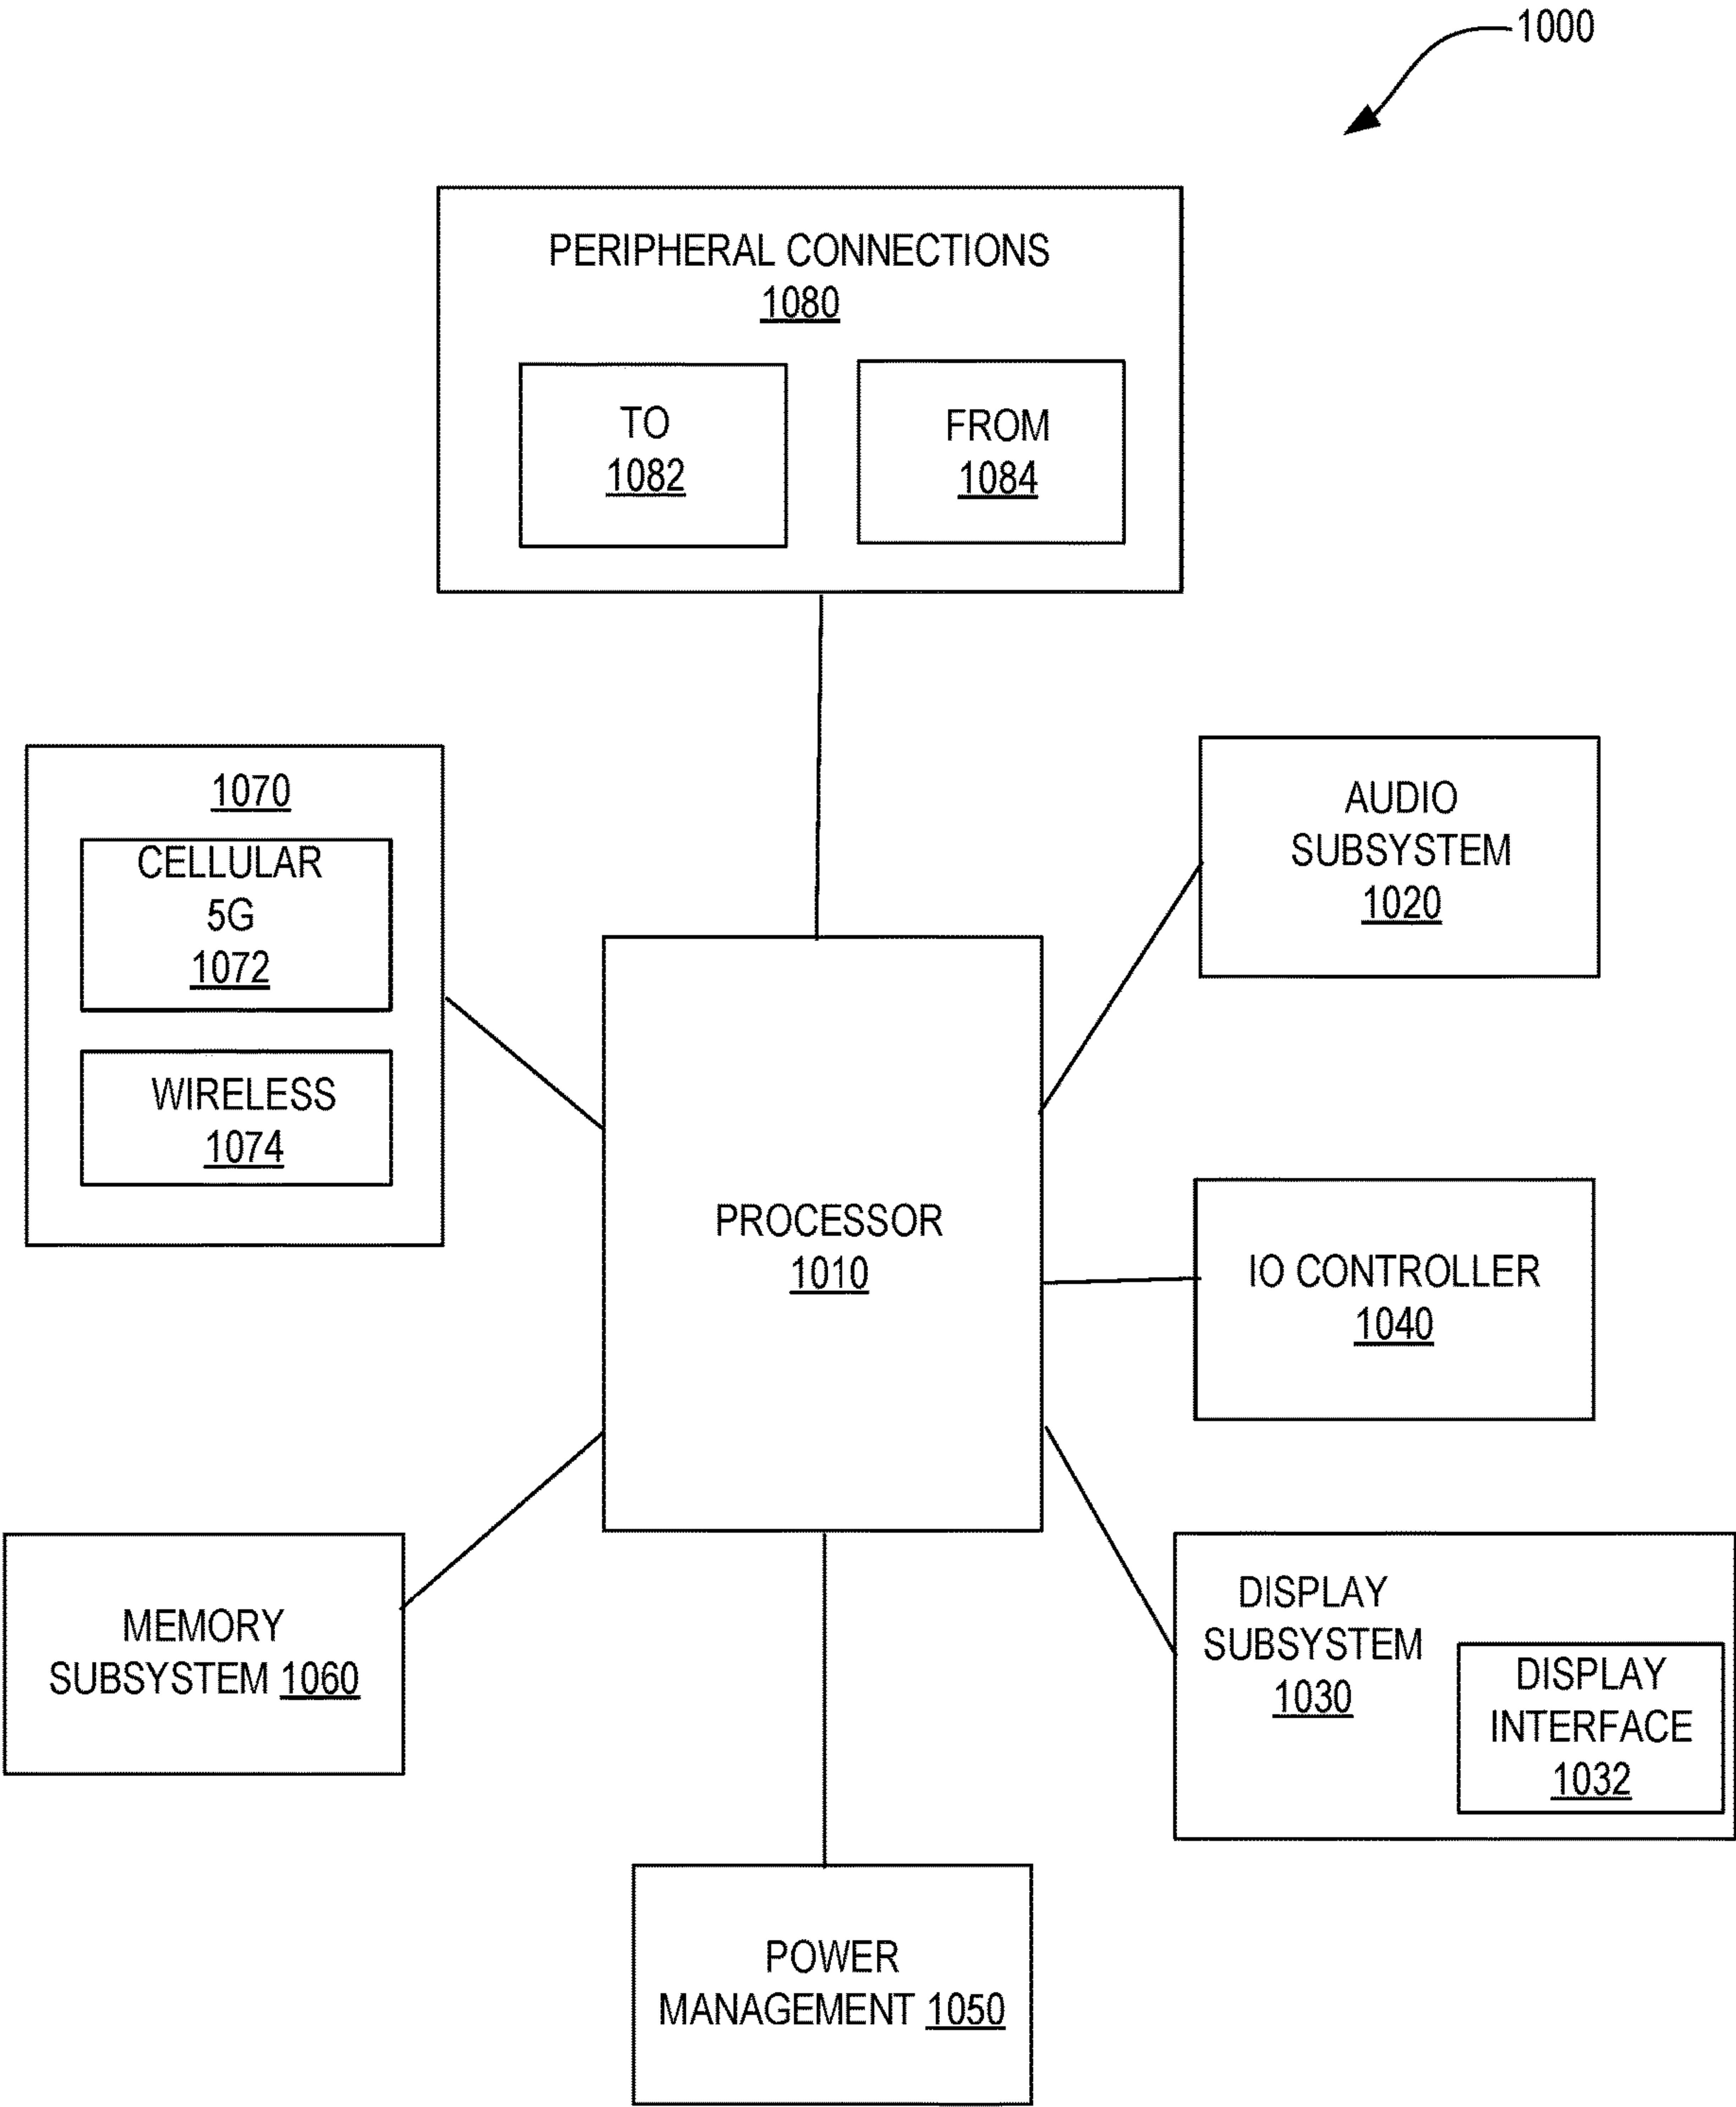 1000
PERIPHERAL CONNECTIONS
1080
TO
1082
FROM
1084
1070
CELLULAR
5G
1072
WIRELESS
1074
AUDIO
SUBSYSTEM
1020
PROCESSOR
1010
IO CONTROLLER
1040
MEMORY
SUBSYSTEM 1060
DISPLAY
SUBSYSTEM
1030
DISPLAY
INTERFACE
1032
POWER
MANAGEMENT 1050